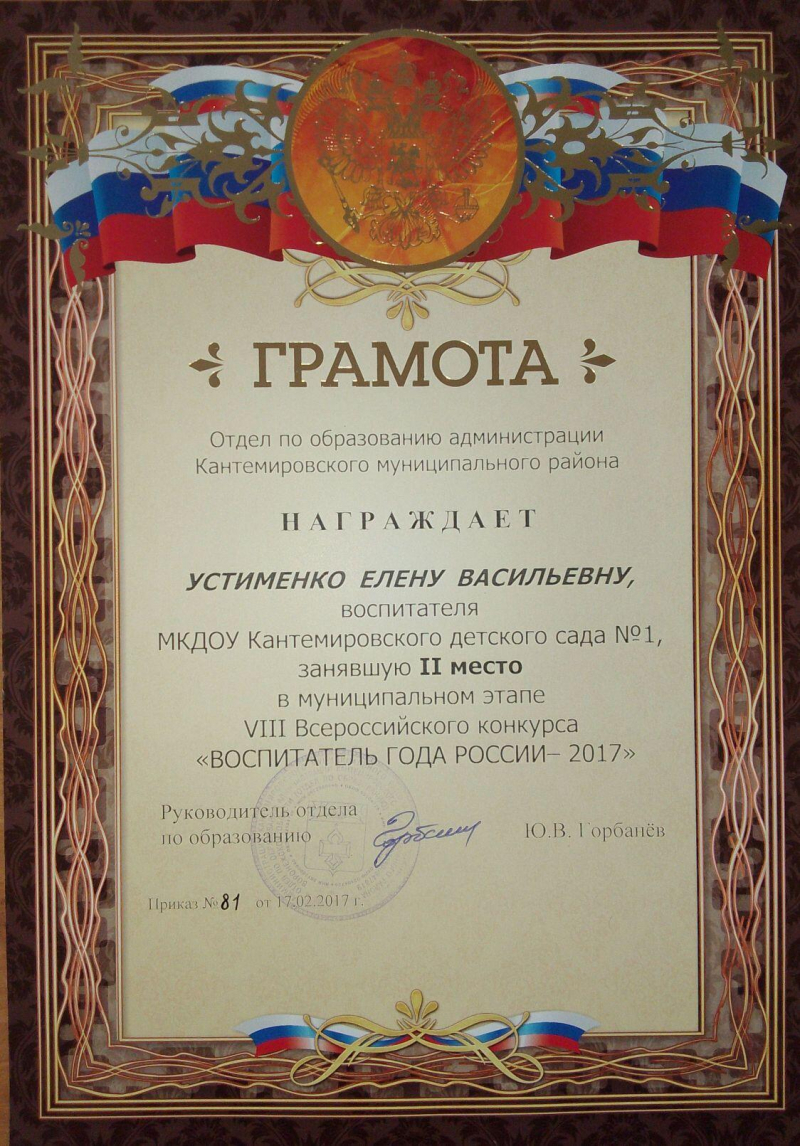 ГРАМОТА
Отдел по образованию администрации
Кантемировского муниципального района
НАГРАЖДАЕТ
УСТИМЕНКО ЕЛЕНУ ВАСИЛЬЕВНУ,
воспитателя
МКДОУ Кантемировского детского сада №1,
занявшую II место
в муниципальном этапе
VIII Всероссийского конкурса
«ВОСПИТАТЕЛЬ ГОДА РОССИИ– 2017»
Руководитель отдела
по образованию Ю.В. Горбанёв
Приказ №81 от 17.02.2017 г.